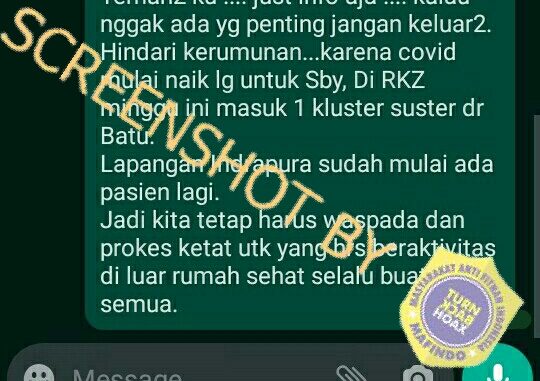 Teman2 ku .... just info aja .... kalau
nggak ada yg penting jangan keluar2.
Hindari kerumunan...karena covid
mulai naik lg untuk Sby, Di RKZ
minggu ini masuk 1 kluster suster dr
Batu.
Lapangan Indrapura sudah mulai ada
pasien lagi.
Jadi kita tetap harus waspada dan
prokes ketat utk yang hrs beraktivitas
di luar rumah sehat selalu buat
semua.
SCREENSHOT BY
MASYARAKAT ANTI FITNAH INDONESIA
TURN
BACK
HOAX
MAFINDO
Message